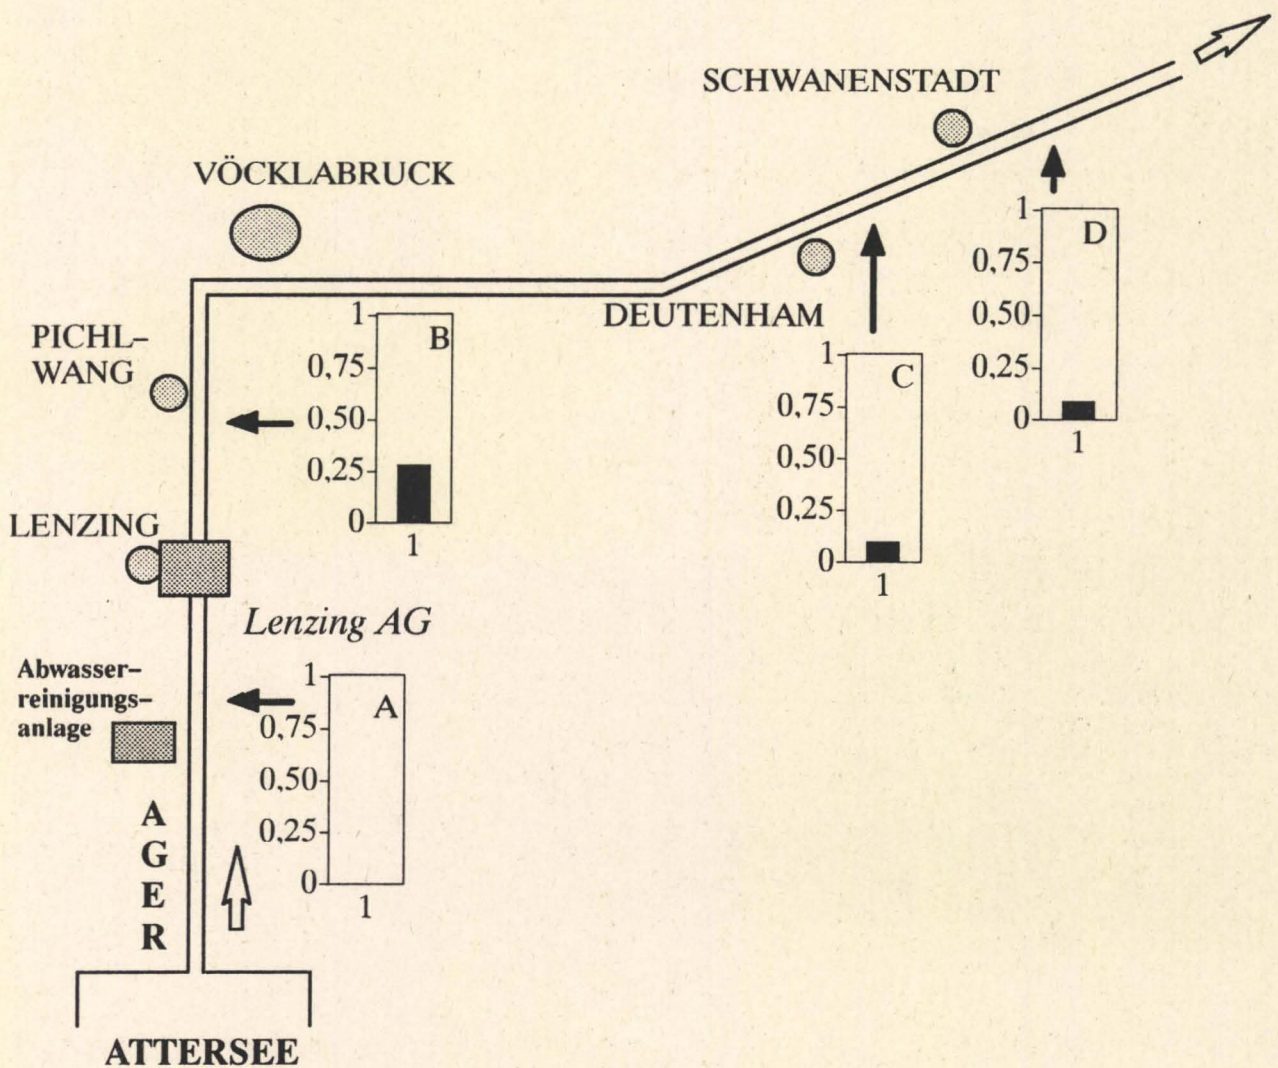 SCHWANENSTADT
VÖCKLABRUCK
1
D
0,75
0,50
0,25
0
1
DEUTENHAM
PICHL–
WANG
1
B
0,75
0,50
0,25
0
1
1
C
0,75
0,50
0,25
0
1
LENZING
Lenzing AG
Abwasser–
reinigungs–
anlage
1
A
0,75
0,50
0,25
0
1
A
G
E
R
ATTERSEE